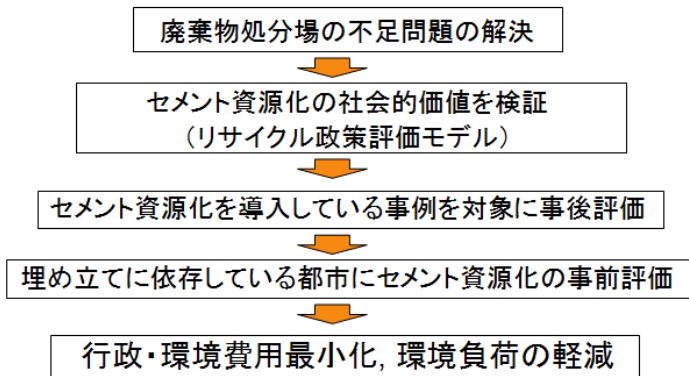 廃棄物処分場の不足問題の解決
セメント資源化の社会的価値を検証
(リサイクル政策評価モデル)
セメント資源化を導入している事例を対象に事後評価
埋め立てに依存している都市にセメント資源化の事前評価
行政・環境費用最小化, 環境負荷の軽減